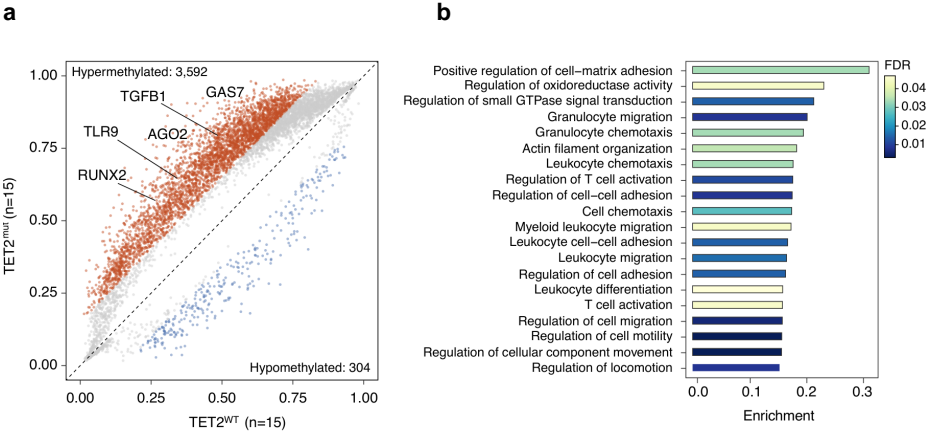 a
Hypermethylated: 3,592
TGFB1
GAS7
TLR9
AGO2
RUNX2
Hypomethylated: 304
1.00
0.75
0.50
0.25
0.00
TET2mut (n=15)
0.00 0.25 0.50 0.75 1.00
TET2WT (n=15)
b
Positive regulation of cell−matrix adhesion
Regulation of oxidoreductase activity
Regulation of small GTPase signal transduction
Granulocyte migration
Granulocyte chemotaxis
Actin filament organization
Leukocyte chemotaxis
Regulation of T cell activation
Regulation of cell−cell adhesion
Cell chemotaxis
Myeloid leukocyte migration
Leukocyte cell−cell adhesion
Leukocyte migration
Regulation of cell adhesion
Leukocyte differentiation
T cell activation
Regulation of cell migration
Regulation of cell motility
Regulation of cellular component movement
Regulation of locomotion
0.0 0.1 0.2 0.3
Enrichment
FDR
0.04
0.03
0.02
0.01